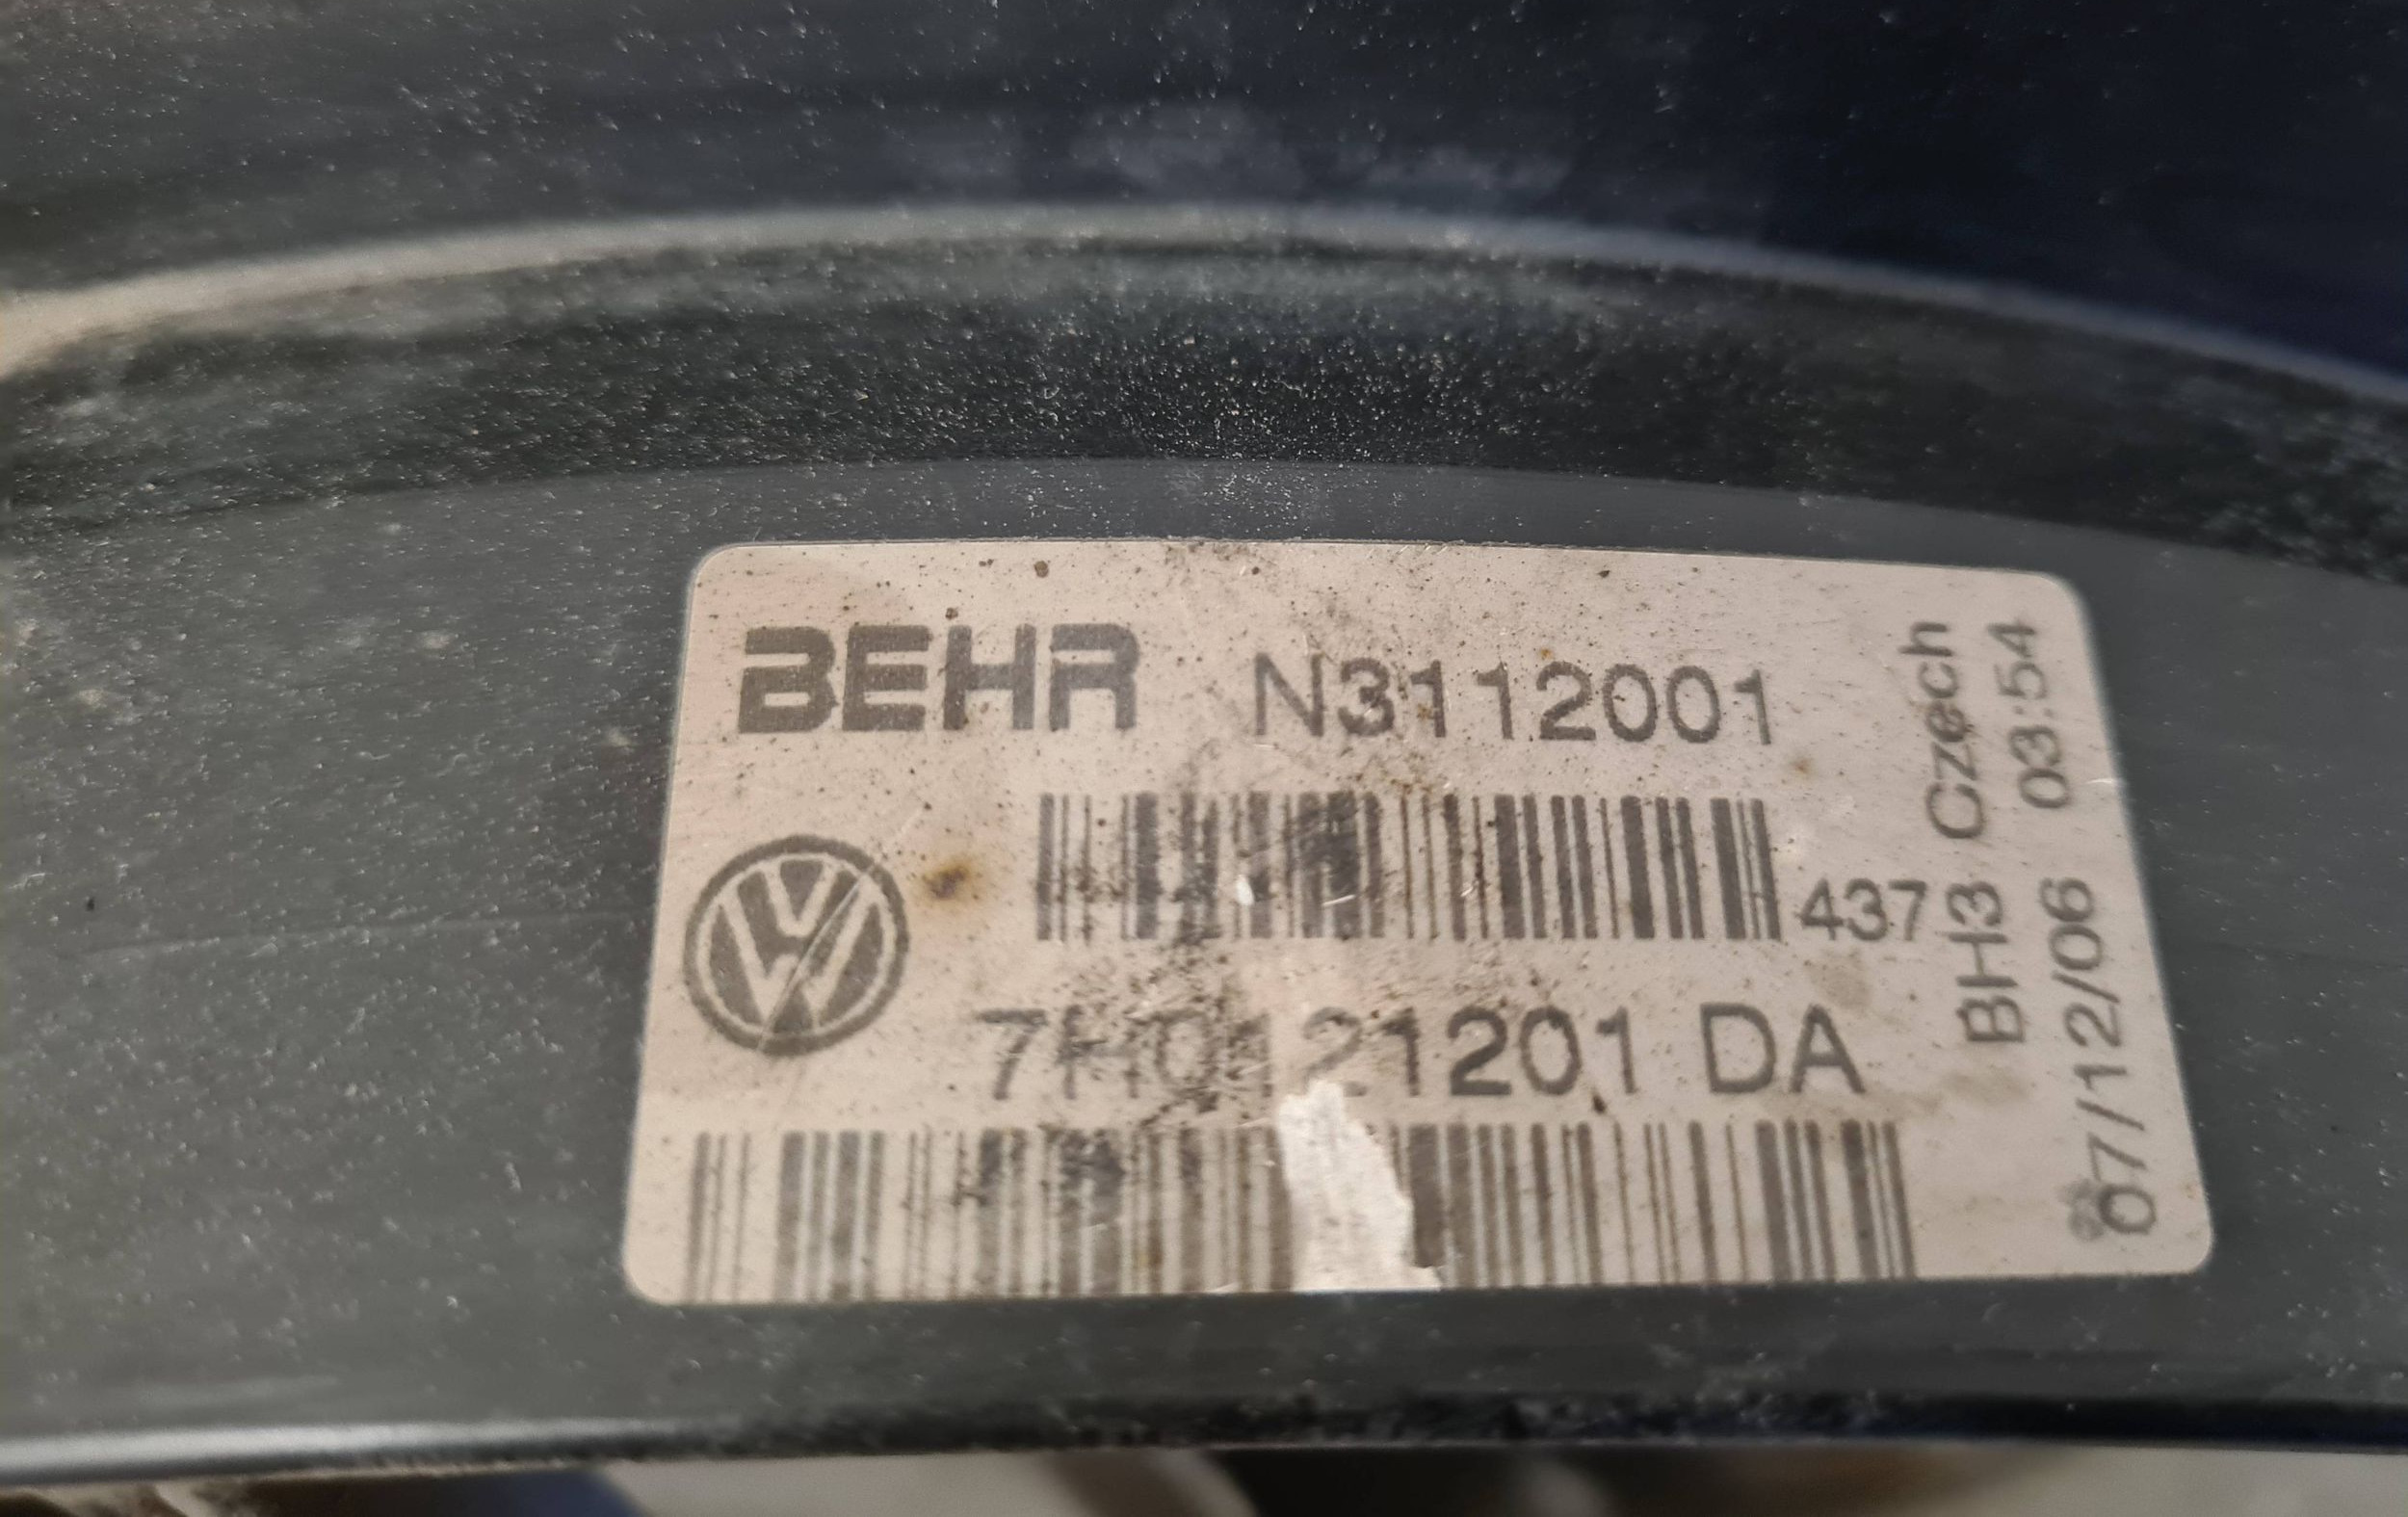 BEHR N3112001
437
7H0121201 DA
BH3 Czech
07/12/06 03:54